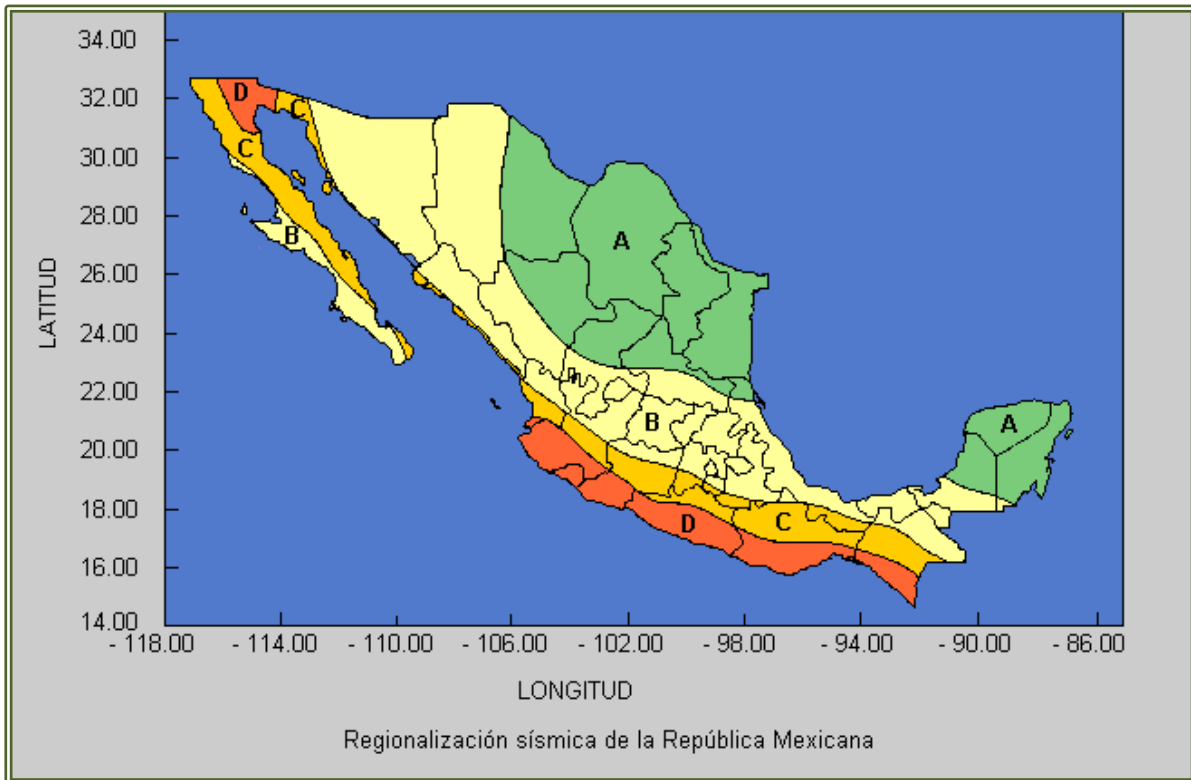 34.00
32.00
30.00
28.00
26.00
24.00
22.00
20.00
18.00
16.00
14.00
LATITUD
D
C
C
B
A
B
A
C
D
- 118.00 - 114.00 - 110.00 - 106.00 - 102.00 - 98.00 - 94.00 - 90.00 - 86.00
LONGITUD
Regionalización sísmica de la República Mexicana